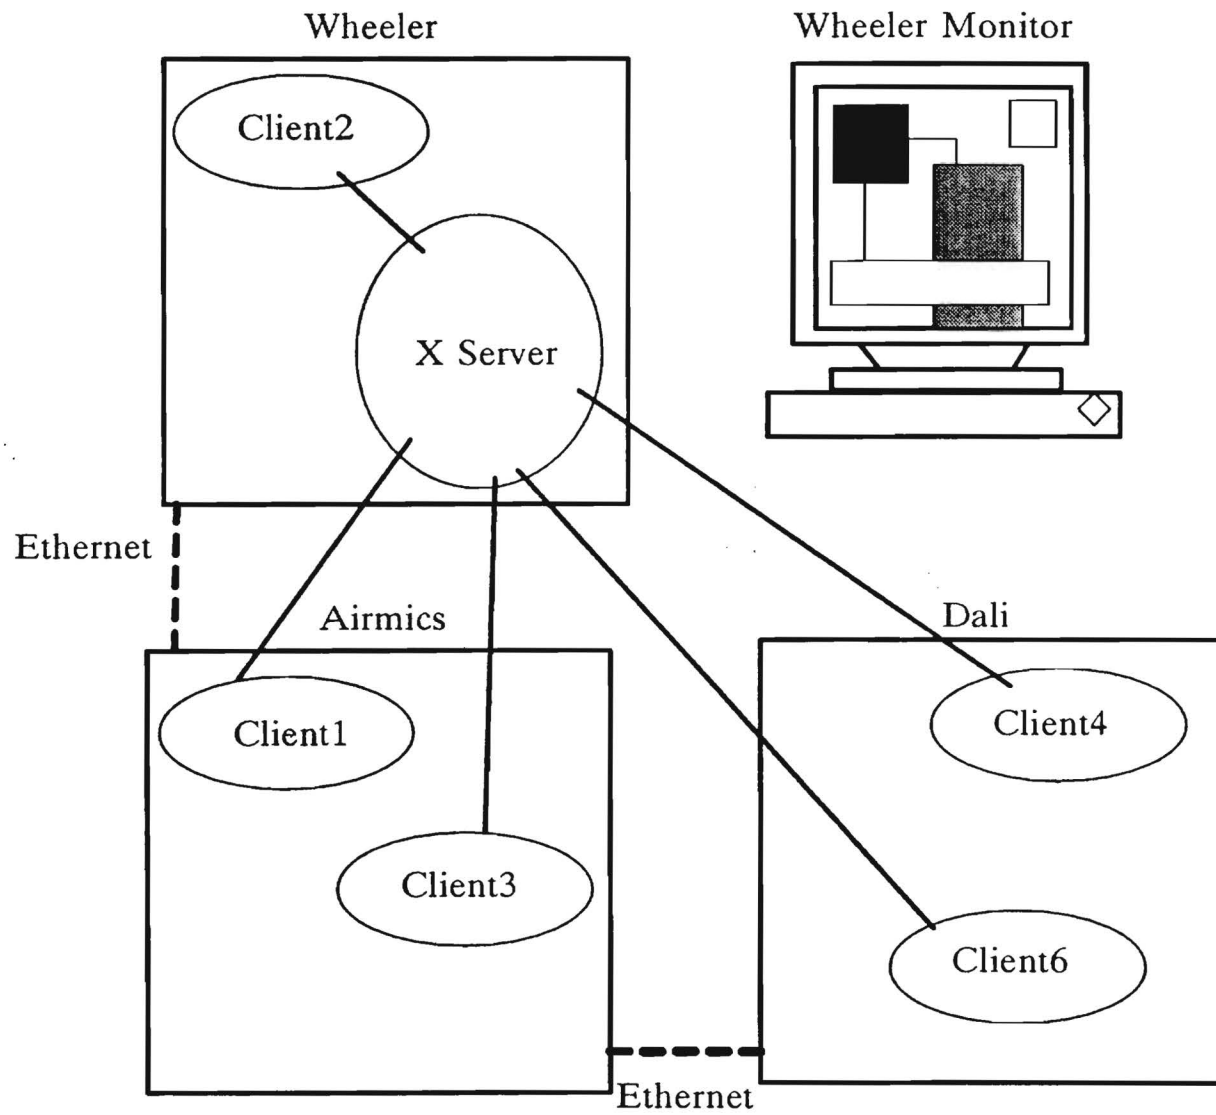 Wheeler
Wheeler Monitor
Client2
X Server
Ethernet
Airmics
Dali
Client1
Client4
Client3
Client6
Ethernet